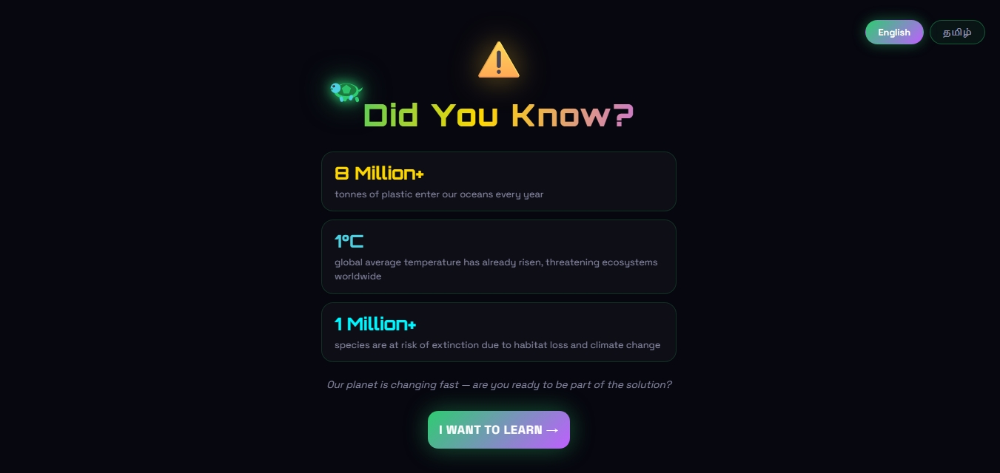 English
தமிழ்
Did You Know?
8 Million+
tonnes of plastic enter our oceans every year
1°C
global average temperature has already risen, threatening ecosystems
worldwide
1 Million+
species are at risk of extinction due to habitat loss and climate change
Our planet is changing fast — are you ready to be part of the solution?
I WANT TO LEARN →